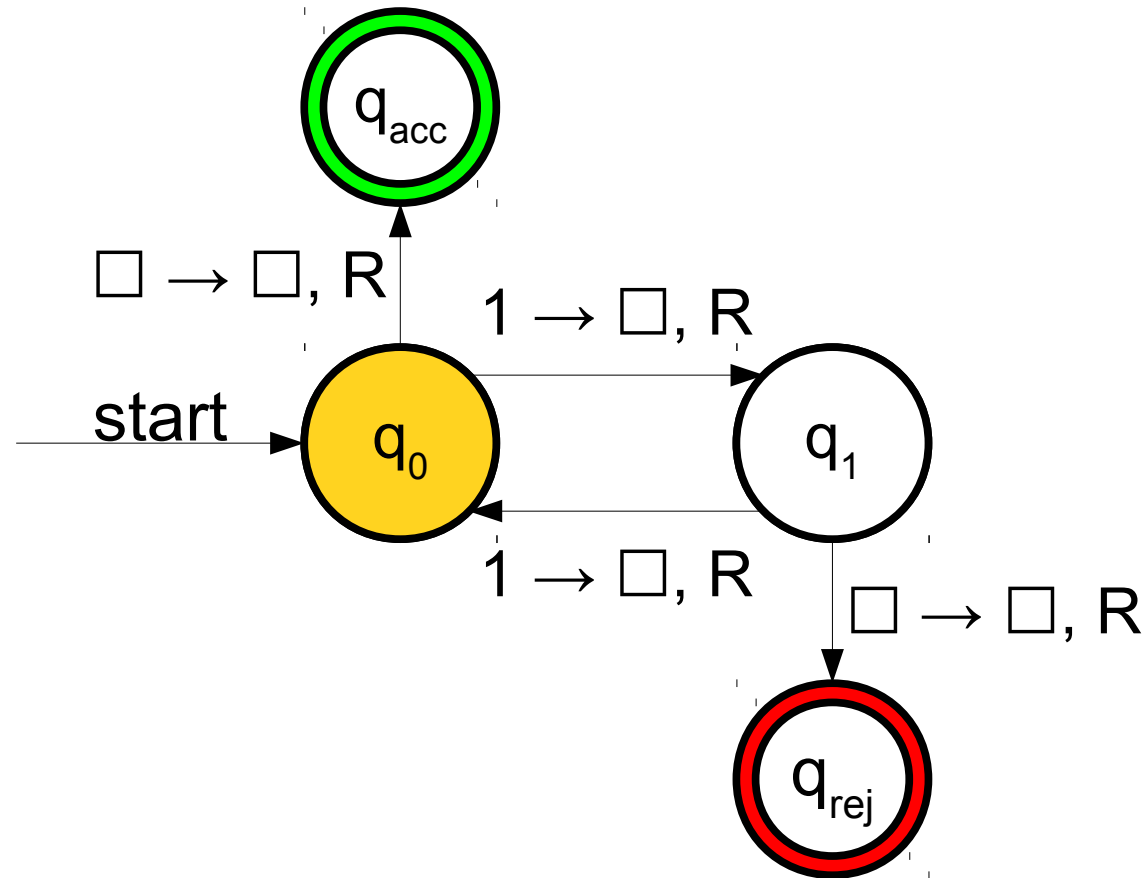 q_acc
□ → □, R
1 → □, R
start
q_0
q_1
1 → □, R
□ → □, R
q_rej